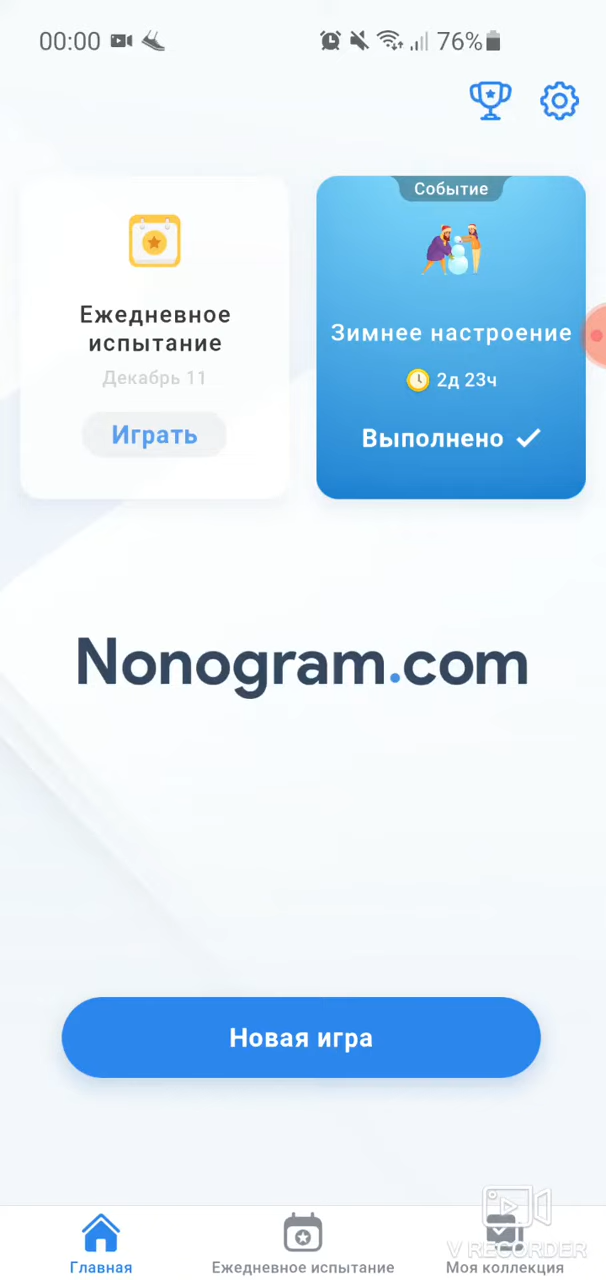 00:00
76%
Событие
Ежедневное
испытание
Декабрь 11
Играть
Зимнее настроение
2д 23ч
Выполнено
Nonogram.com
Новая игра
Главная
Ежедневное испытание
Моя коллекция
V RECORDER